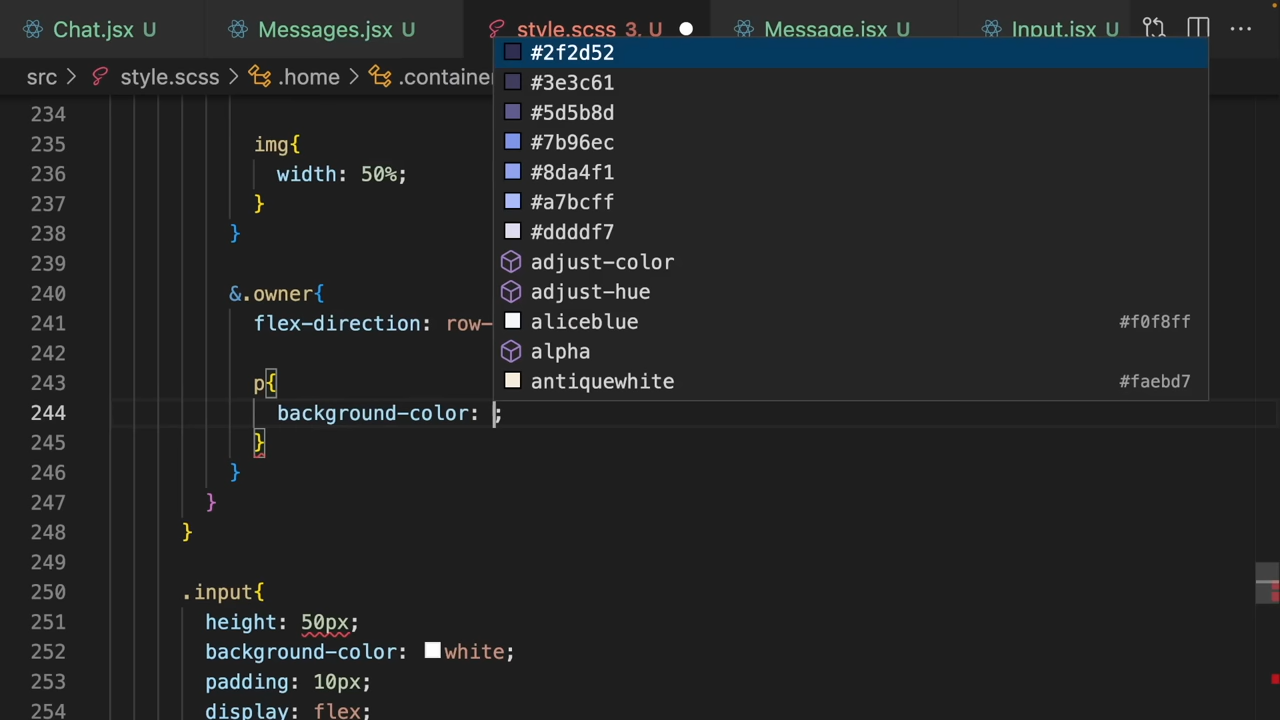 Chat.jsx U
Messages.jsx U
style.scss 3, U
Message.jsx U
Input.jsx U
src > style.scss > .home > .container
#2f2d52
#3e3c61
#5d5b8d
#7b96ec
#8da4f1
#a7bcff
#ddddf7
adjust-color
adjust-hue
aliceblue #f0f8ff
alpha
antiquewhite #faebd7
234
235 img{
236 width: 50%;
237 }
238 }
239
240 &.owner{
241 flex-direction: row-
242
243 p{
244 background-color: ;
245 }
246 }
247 }
248 }
249
250 .input{
251 height: 50px;
252 background-color: white;
253 padding: 10px;
254 display: flex;